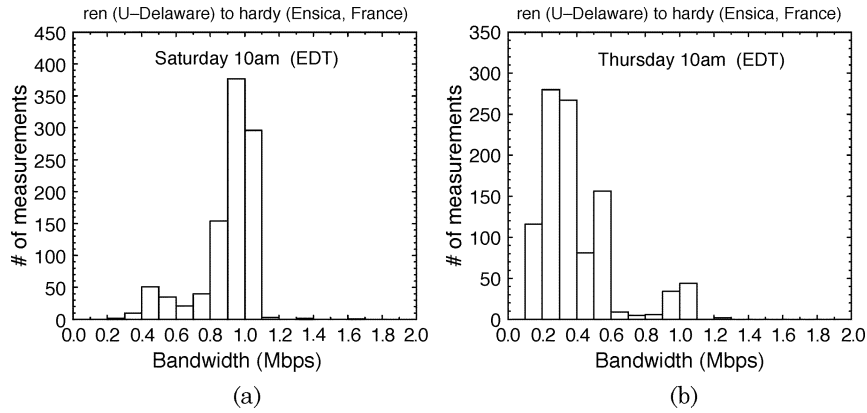 ren (U–Delaware) to hardy (Ensica, France)
Saturday 10am (EDT)
# of measurements
450
400
350
300
250
200
150
100
50
0
0.0 0.2 0.4 0.6 0.8 1.0 1.2 1.4 1.6 1.8 2.0
Bandwidth (Mbps)
(a)
ren (U–Delaware) to hardy (Ensica, France)
Thursday 10am (EDT)
# of measurements
350
300
250
200
150
100
50
0
0.0 0.2 0.4 0.6 0.8 1.0 1.2 1.4 1.6 1.8 2.0
Bandwidth (Mbps)
(b)